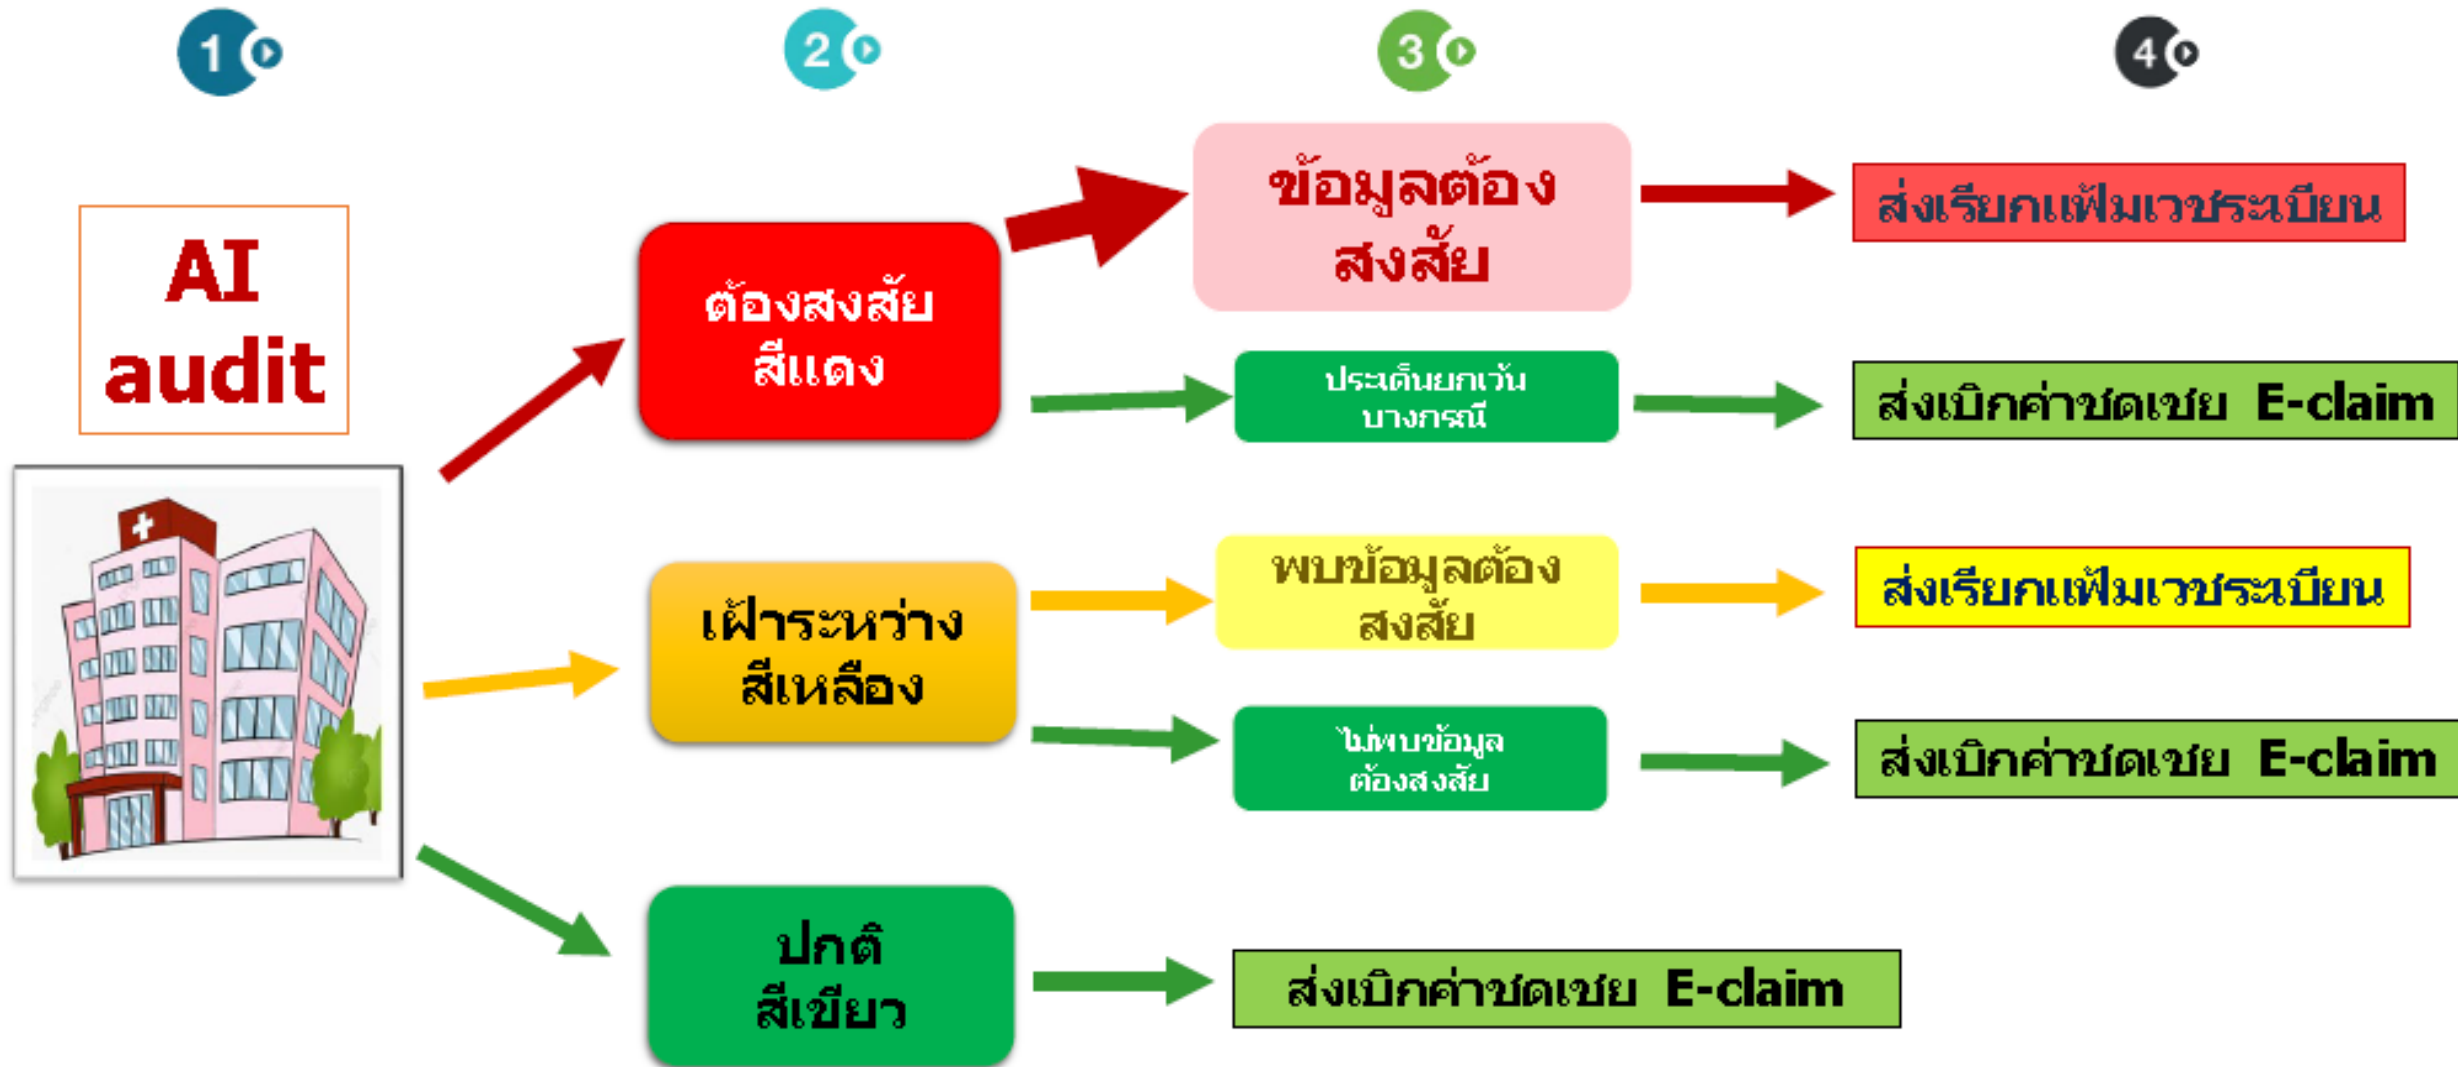 1
2
3
4
AI
audit
ต้องสงสัย
สีแดง
ข้อมูลต้อง
สงสัย
ส่งเรียกแฟ้มเวชระเบียน
ประเด็นยกเว้น
บางกรณี
ส่งเบิกค่าชดเชย E-claim
เฝ้าระหว่าง
สีเหลือง
พบข้อมูลต้อง
สงสัย
ส่งเรียกแฟ้มเวชระเบียน
ไม่พบข้อมูล
ต้องสงสัย
ส่งเบิกค่าชดเชย E-claim
ปกติ
สีเขียว
ส่งเบิกค่าชดเชย E-claim